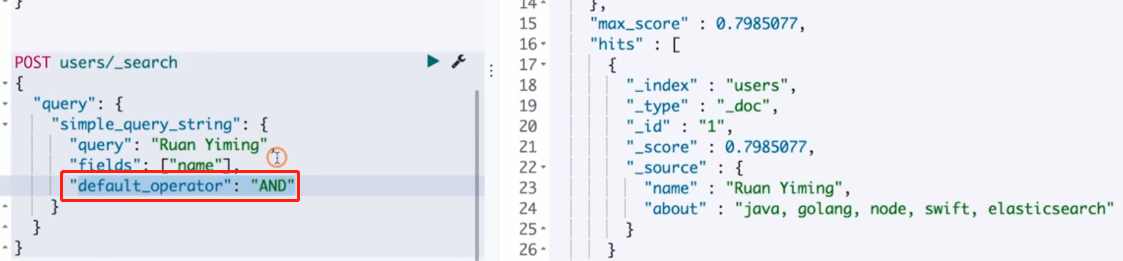 }
POST users/_search
{
"query": {
"simple_query_string": {
"query": "Ruan Yiming",
"fields": ["name"],
"default_operator": "AND"
}
}
}
14 },
15 "max_score" : 0.7985077,
16 "hits" : [
17 {
18 "_index" : "users",
19 "_type" : "_doc",
20 "_id" : "1",
21 "_score" : 0.7985077,
22 "_source" : {
23 "name" : "Ruan Yiming",
24 "about" : "java, golang, node, swift, elasticsearch"
25 }
26 }